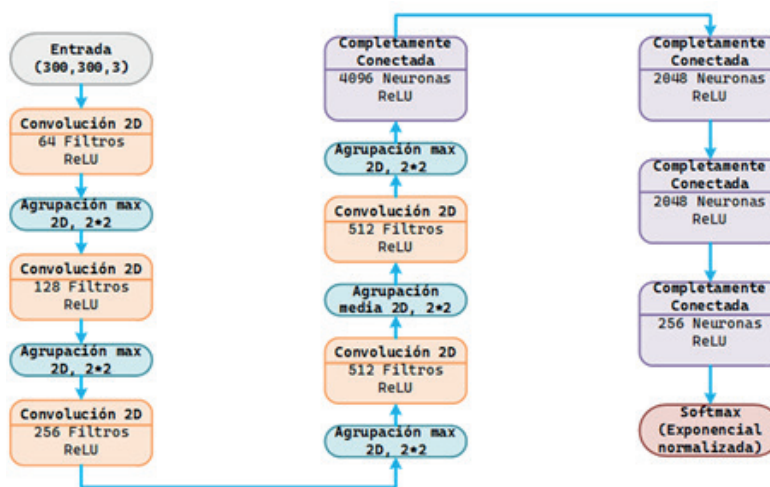 Entrada
(300,300,3)
Convolución 2D
64 Filtros
ReLU
Agrupación max
2D, 2*2
Convolución 2D
128 Filtros
ReLU
Agrupación max
2D, 2*2
Convolución 2D
256 Filtros
ReLU
Agrupación max
2D, 2*2
Convolución 2D
512 Filtros
ReLU
Agrupación
media 2D, 2*2
Convolución 2D
512 Filtros
ReLU
Agrupación max
2D, 2*2
Completamente
Conectada
4096 Neuronas
ReLU
Completamente
Conectada
2048 Neuronas
ReLU
Completamente
Conectada
2048 Neuronas
ReLU
Completamente
Conectada
256 Neuronas
ReLU
Softmax
(Exponencial
normalizada)